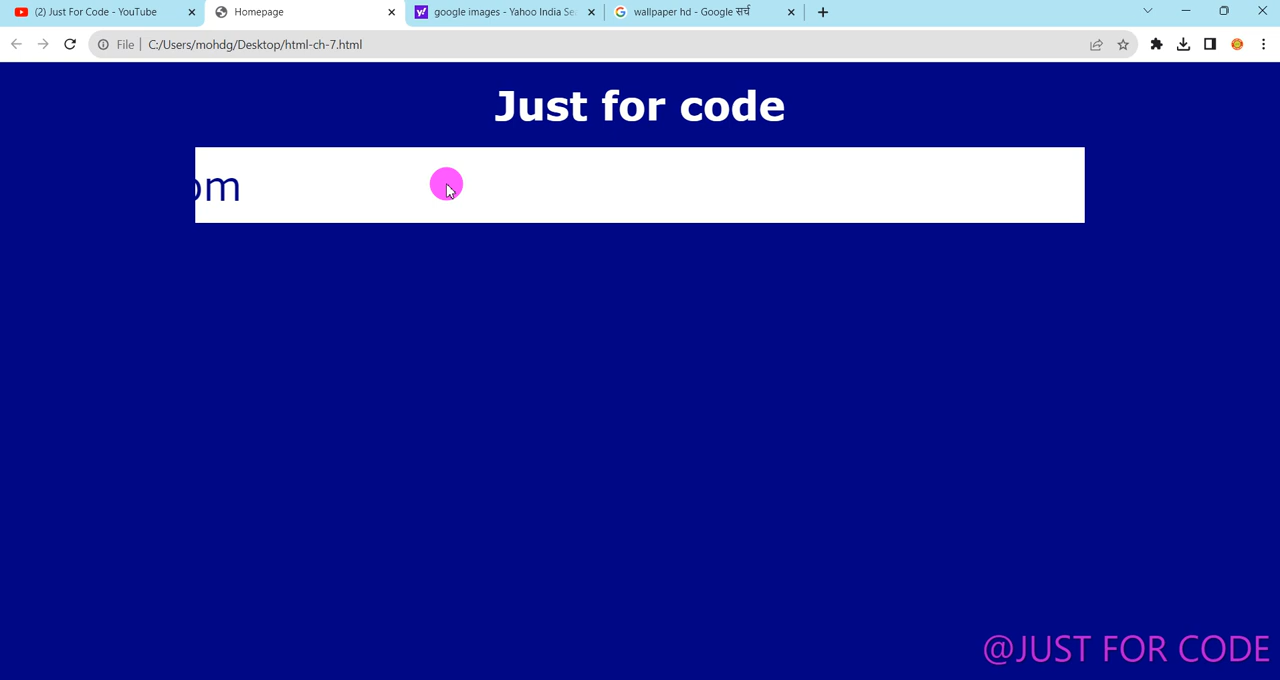 (2) Just For Code - YouTube
Homepage
google images - Yahoo India Se
wallpaper hd - Google सर्च
File
C:/Users/mohdg/Desktop/html-ch-7.html
Just for code
om
@JUST FOR CODE